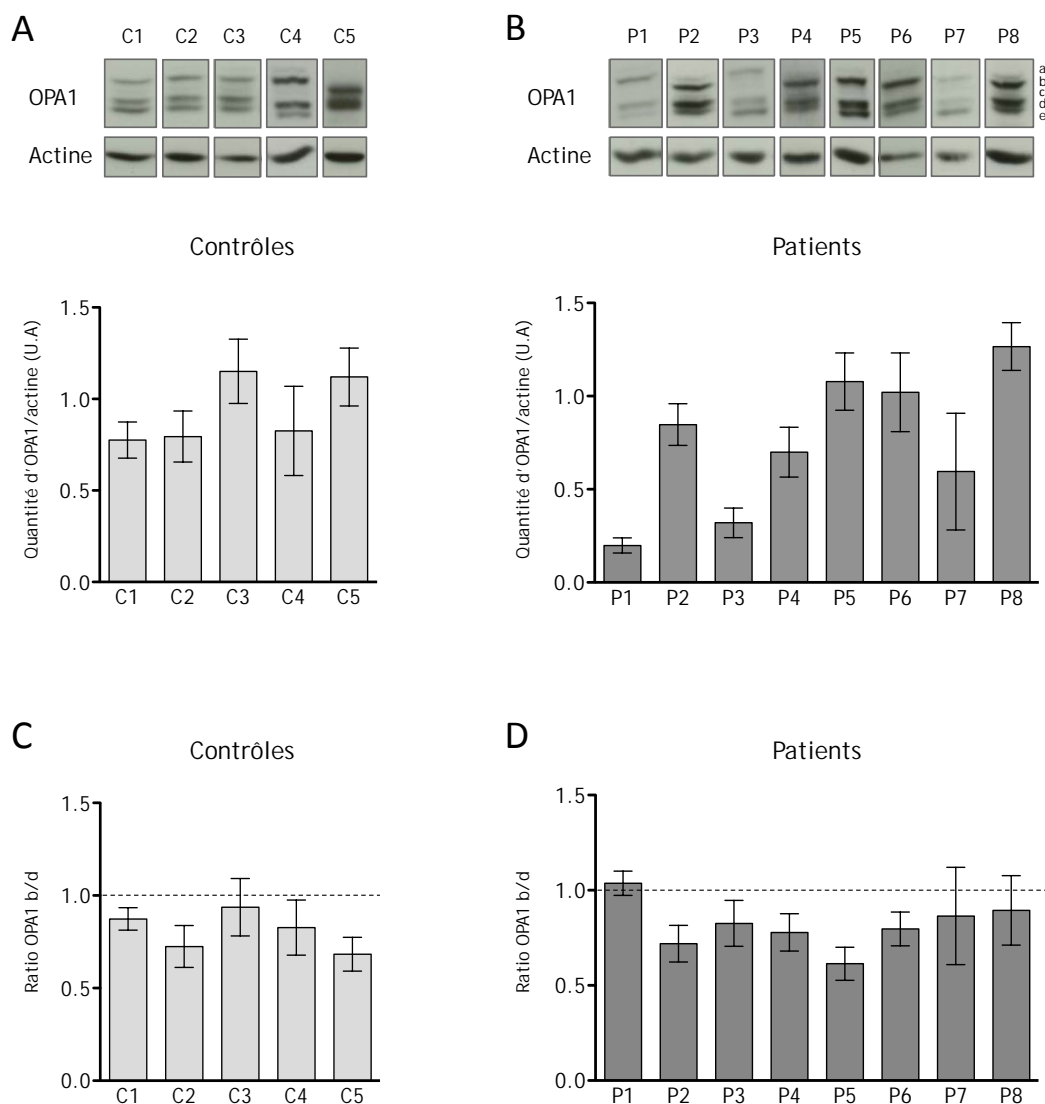 A
C1 C2 C3 C4 C5
OPA1
Actine
Contrôles
Quantité d'OPA1/actine (U.A)
1.5
1.0
0.5
0.0
C1 C2 C3 C4 C5
B
P1 P2 P3 P4 P5 P6 P7 P8
OPA1
a
b
c
d
e
Actine
Patients
Quantité d'OPA1/actine (U.A)
1.5
1.0
0.5
0.0
P1 P2 P3 P4 P5 P6 P7 P8
C
Contrôles
Ratio OPA1 b/d
1.5
1.0
0.5
0.0
C1 C2 C3 C4 C5
D
Patients
Ratio OPA1 b/d
1.5
1.0
0.5
0.0
P1 P2 P3 P4 P5 P6 P7 P8